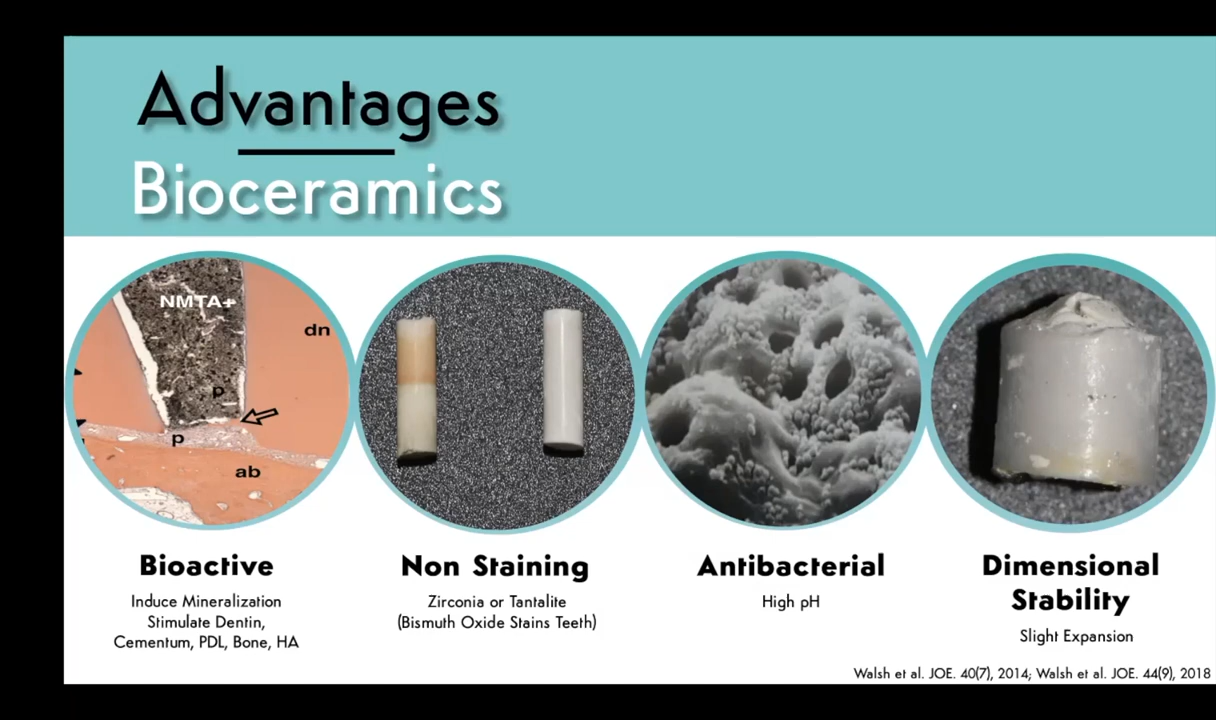 Advantages
Bioceramics
NMTA+
dn
p
p
ab
Bioactive
Induce Mineralization
Stimulate Dentin,
Cementum, PDL, Bone, HA
Non Staining
Zirconia or Tantalite
(Bismuth Oxide Stains Teeth)
Antibacterial
High pH
Dimensional
Stability
Slight Expansion
Walsh et al. JOE. 40(7), 2014; Walsh et al. JOE. 44(9), 2018